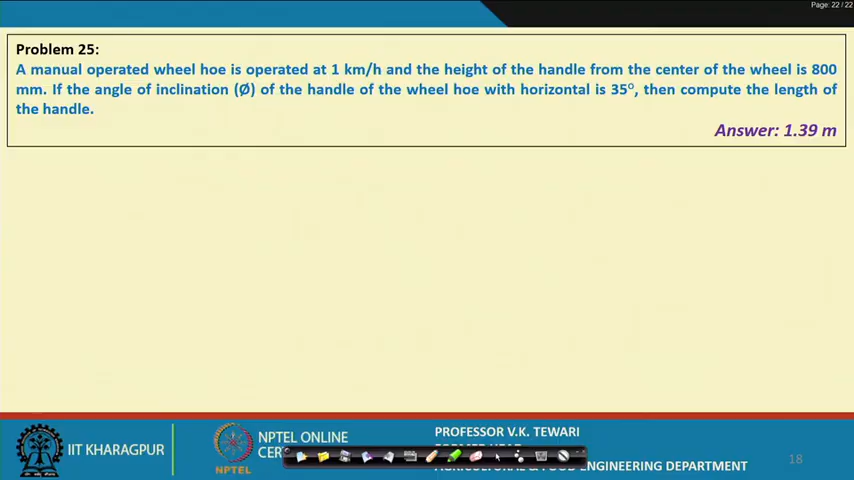 Page: 22 / 22
Problem 25:
A manual operated wheel hoe is operated at 1 km/h and the height of the handle from the center of the wheel is 800
mm. If the angle of inclination (Ø) of the handle of the wheel hoe with horizontal is 35°, then compute the length of
the handle.
Answer: 1.39 m
IIT KHARAGPUR
NPTEL
NPTEL ONLINE
PROFESSOR V.K. TEWARI
ENGINEERING DEPARTMENT
18